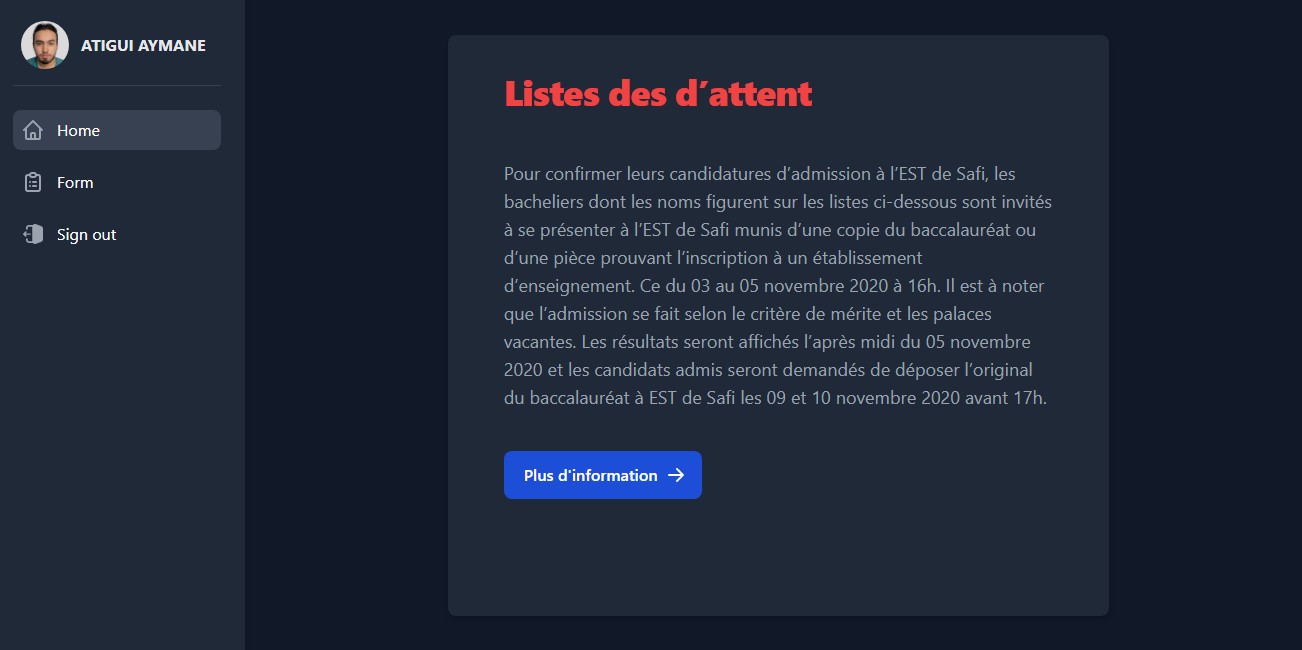 ATIGUI AYMANE
Home
Form
Sign out
Listes des d’attent
Pour confirmer leurs candidatures d’admission à l’EST de Safi, les
bacheliers dont les noms figurent sur les listes ci-dessous sont invités
à se présenter à l’EST de Safi munis d’une copie du baccalauréat ou
d’une pièce prouvant l’inscription à un établissement
d’enseignement. Ce du 03 au 05 novembre 2020 à 16h. Il est à noter
que l’admission se fait selon le critère de mérite et les palaces
vacantes. Les résultats seront affichés l’après midi du 05 novembre
2020 et les candidats admis seront demandés de déposer l’original
du baccalauréat à EST de Safi les 09 et 10 novembre 2020 avant 17h.
Plus d'information